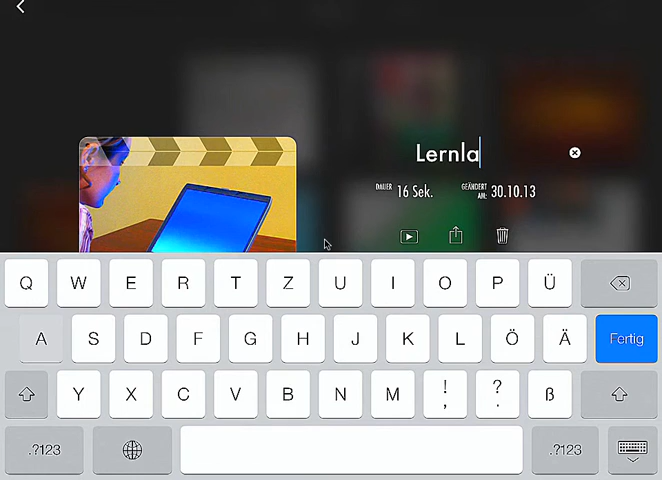 Lernla
DAUER 16 Sek. GEÄNDERT AM: 30.10.13
Q W E R T Z U I O P Ü
A S D F G H J K L Ö Ä Fertig
Y X C V B N M ! , ? . ß
.?123 .?123